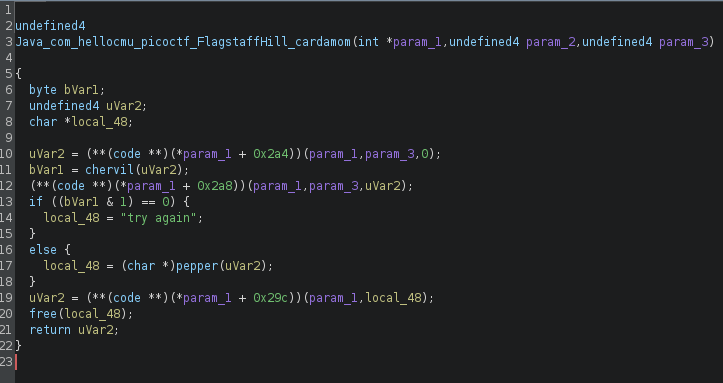 1
2 undefined4
3 Java_com_hellocmu_picoctf_FlagstaffHill_cardamom(int *param_1,undefined4 param_2,undefined4 param_3)
4
5 {
6 byte bVar1;
7 undefined4 uVar2;
8 char *local_48;
9
10 uVar2 = (**(code **)(*param_1 + 0x2a4))(param_1,param_3,0);
11 bVar1 = chervil(uVar2);
12 (**(code **)(*param_1 + 0x2a8))(param_1,param_3,uVar2);
13 if ((bVar1 & 1) == 0) {
14 local_48 = "try again";
15 }
16 else {
17 local_48 = (char *)pepper(uVar2);
18 }
19 uVar2 = (**(code **)(*param_1 + 0x29c))(param_1,local_48);
20 free(local_48);
21 return uVar2;
22 }
23